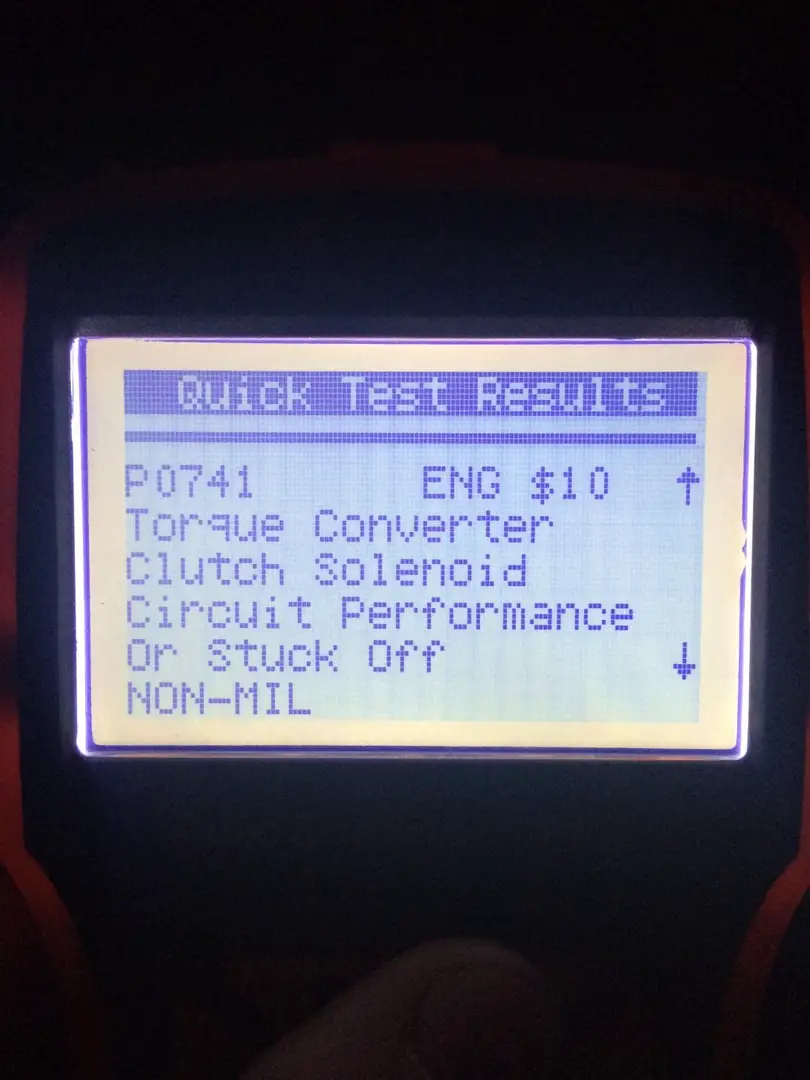 Quick Test Results
P0741 ENG $10
Torque Converter
Clutch Solenoid
Circuit Performance
Or Stuck Off
NON-MIL